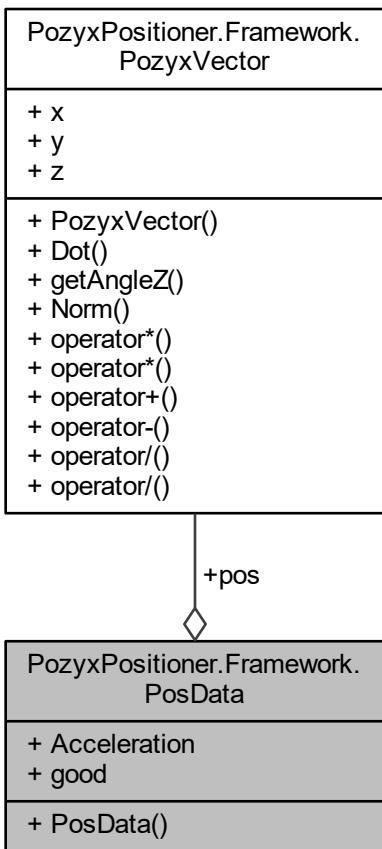 PozyxPositioner.Framework.
PozyxVector
+ x
+ y
+ z
+ PozyxVector()
+ Dot()
+ getAngleZ()
+ Norm()
+ operator*()
+ operator*()
+ operator+()
+ operator-()
+ operator/()
+ operator/()
+pos
PozyxPositioner.Framework.
PosData
+ Acceleration
+ good
+ PosData()